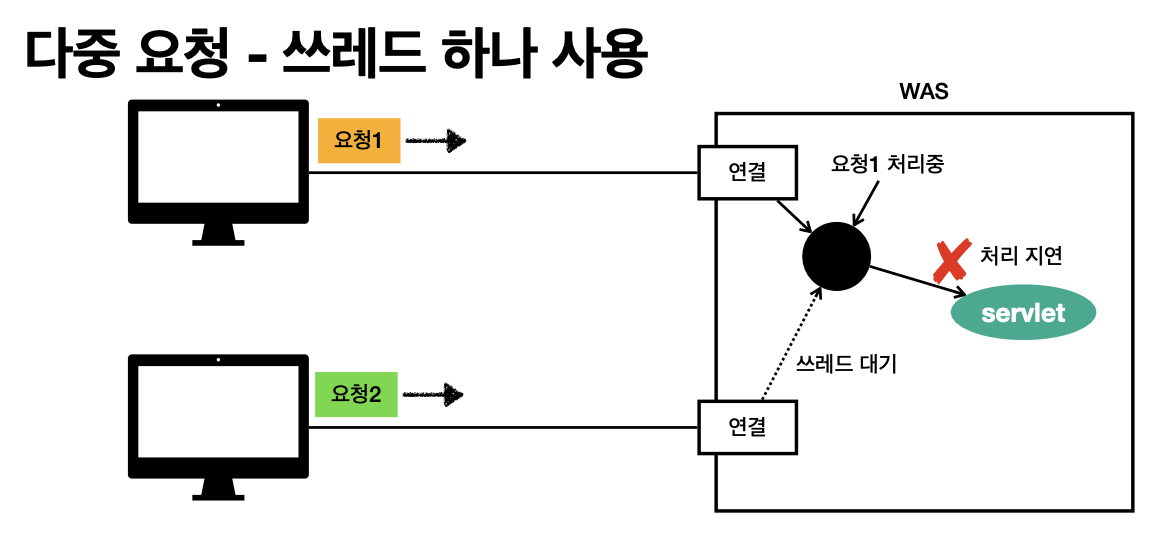 다중 요청 - 쓰레드 하나 사용
WAS
요청1
연결
요청1 처리중
처리 지연
servlet
쓰레드 대기
요청2
연결